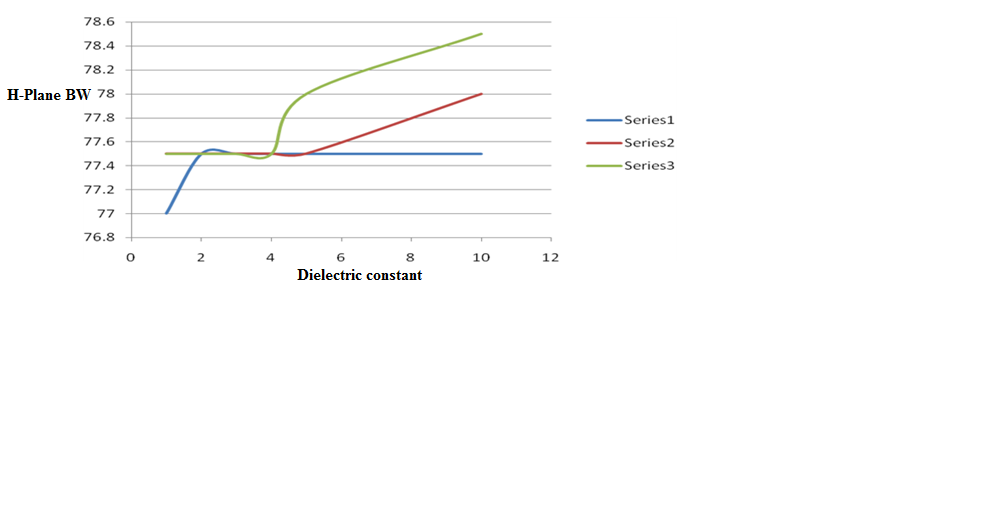 78.6
78.4
78.2
H-Plane BW 78
77.8
77.6
77.4
77.2
77
76.8
0 2 4 6 8 10 12
Dielectric constant
Series1
Series2
Series3